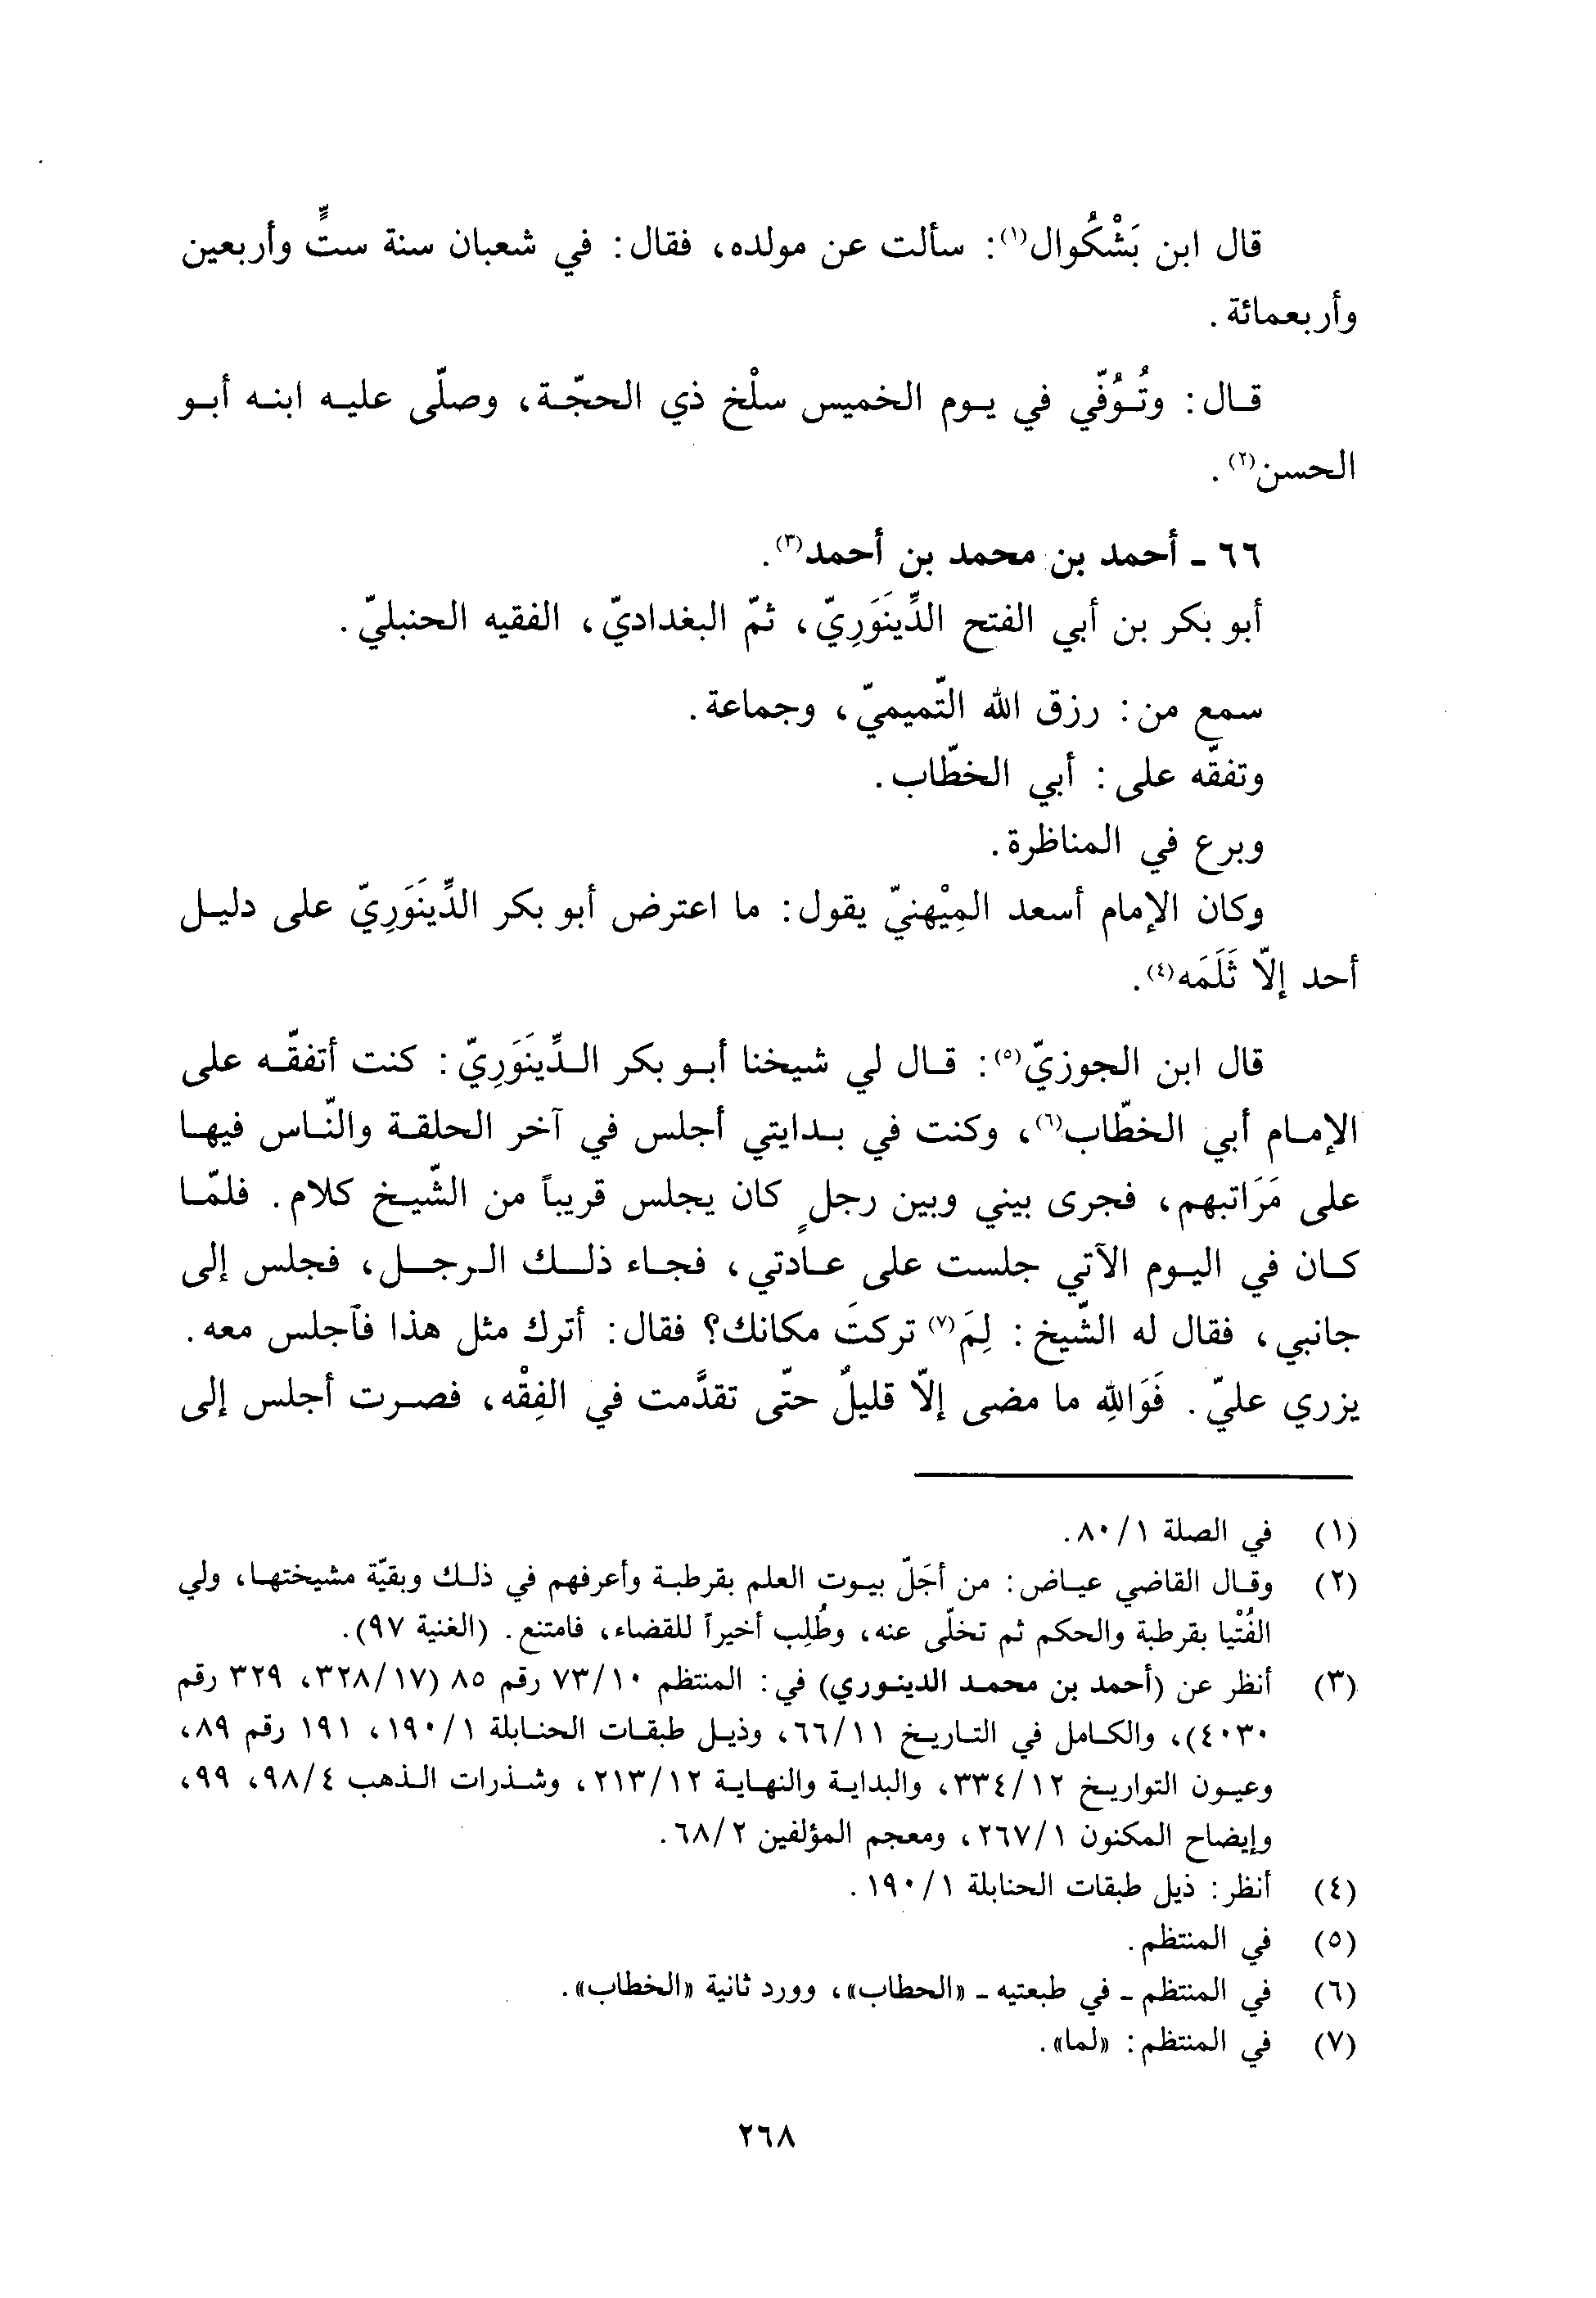 قال ابن بَشْكُوال(١): سألت عن مولده، فقال: في شعبان سنة ستٍّ وأربعين
وأربعمائة.
قال: وتُوُفّي في يوم الخميس سلْخ ذي الحجّة، وصلّى عليه ابنه أبو
الحسن(٢).
٦٦ - أحمد بن محمد بن أحمد(٣).
أبو بكر بن أبي الفتح الدِّينَوَرِيّ، ثمّ البغداديّ، الفقيه الحنبليّ.
سمع من: رزق الله التّميميّ، وجماعة.
وتفقّه على: أبي الخطّاب.
وبرع في المناظرة.
وكان الإمام أسعد المِيْهنيّ يقول: ما اعترض أبو بكر الدِّينَوَرِيّ على دليل
أحد إلّا ثَلَمَه(٤).
قال ابن الجوزيّ(٥): قال لي شيخنا أبو بكر الدِّينَوَرِيّ: كنت أتفقّه على
الإمام أبي الخطّاب(٦)، وكنت في بدايتي أجلس في آخر الحلقة والنّاس فيها
على مَرَاتبهم، فجرى بيني وبين رجلٍ كان يجلس قريباً من الشّيخ كلام. فلمّا
كان في اليوم الآتي جلست على عادتي، فجاء ذلك الرجل، فجلس إلى
جانبي، فقال له الشّيخ: لِمَ(٧) تركتَ مكانك؟ فقال: أترك مثل هذا فأجلس معه.
يزري عليّ. فَوَاللهِ ما مضى إلّا قليلٌ حتّى تقدَّمت في الفِقْه، فصرت أجلس إلى
(١) في الصلة ١/ ٨٠.
(٢) وقال القاضي عياض: من أجَلّ بيوت العلم بقرطبة وأعرفهم في ذلك وبقيّة مشيختها، ولي
الفُتْيا بقرطبة والحكم ثم تخلّى عنه، وطُلِب أخيراً للقضاء، فامتنع. (الغنية ٩٧).
(٣) أنظر عن (أحمد بن محمد الدينوري) في: المنتظم ١٠/ ٧٣ رقم ٨٥ (١٧/ ٣٢٨، ٣٢٩ رقم
٤٠٣٠)، والكامل في التاريخ ١١/ ٦٦، وذيل طبقات الحنابلة ١/ ١٩٠، ١٩١ رقم ٨٩،
وعيون التواريخ ١٢/ ٣٣٤، والبداية والنهاية ١٢/ ٢١٣، وشذرات الذهب ٤/ ٩٨، ٩٩،
وإيضاح المكنون ١/ ٢٦٧، ومعجم المؤلفين ٢/ ٦٨.
(٤) أنظر: ذيل طبقات الحنابلة ١/ ١٩٠.
(٥) في المنتظم.
(٦) في المنتظم - في طبعتيه - «الحطاب»، وورد ثانية «الخطاب».
(٧) في المنتظم: «لما».
٢٦٨